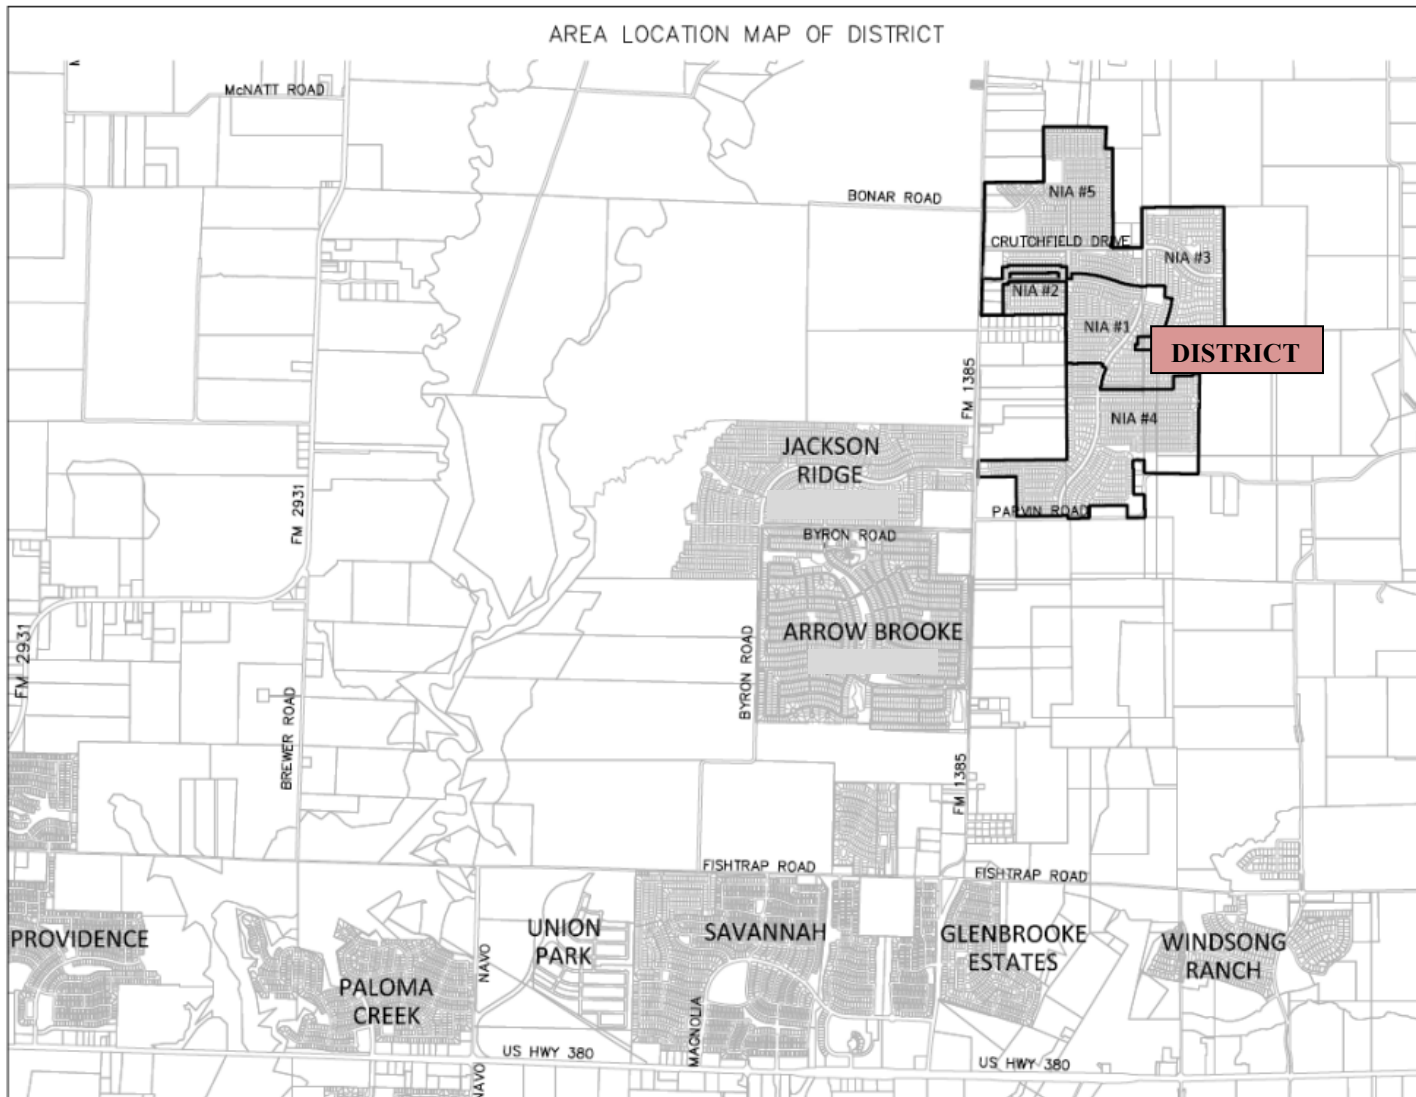 AREA LOCATION MAP OF DISTRICT
McNATT ROAD
BONAR ROAD
NIA #5
CRUTCHFIELD DRIVE
NIA #3
NIA #2
NIA #1
DISTRICT
FM 1385
NIA #4
JACKSON
RIDGE
FM 2931
PARVIN ROAD
BYRON ROAD
ARROW BROOKE
FM 2931
BYRON ROAD
BREWER ROAD
FM 1385
FISHTRAP ROAD
FISHTRAP ROAD
PROVIDENCE
UNION
PARK
SAVANNAH
GLENBROOKE
ESTATES
WINDSONG
RANCH
NAVO
PALOMA
CREEK
MAGNOLIA
US HWY 380
US HWY 380
NAVO